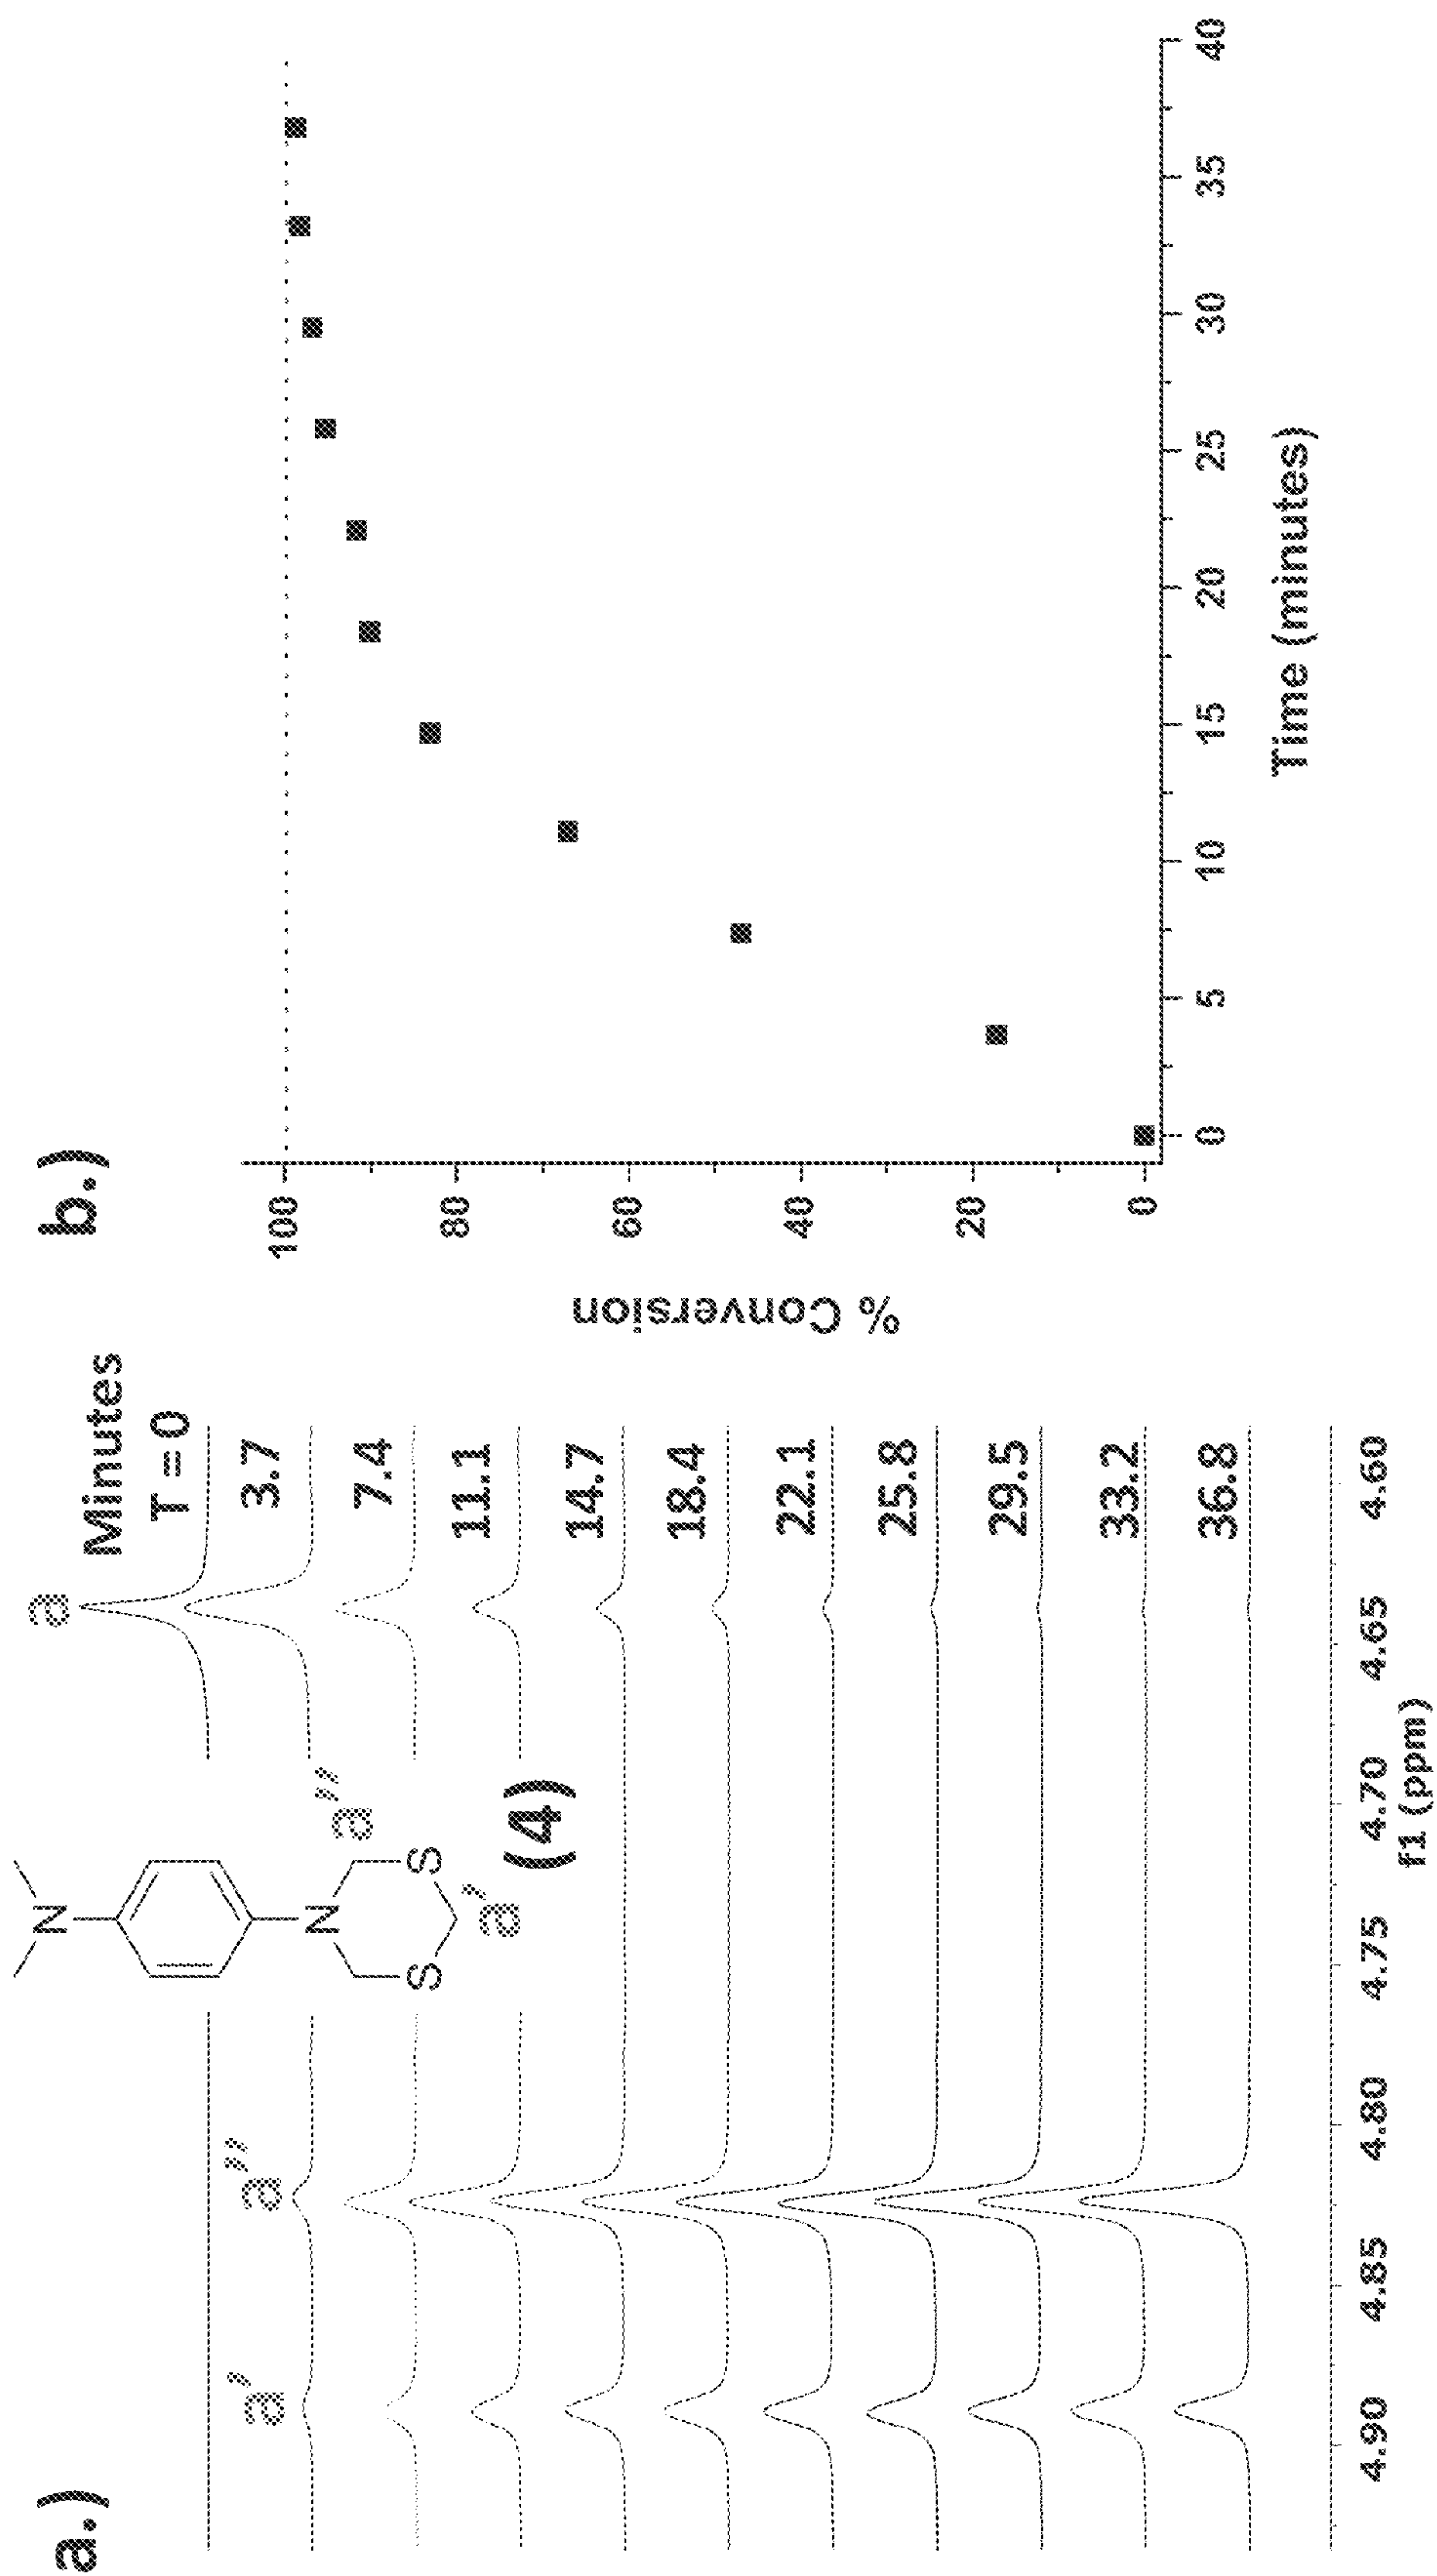 a.)
Minutes
a
T = 0
a' a''
3.7
7.4
11.1
14.7
18.4
22.1
25.8
29.5
33.2
36.8
N
N
a''
S S
a'
(4)
4.90 4.85 4.80 4.75 4.70 4.65 4.60
f1 (ppm)
b.)
% Conversion
100
80
60
40
20
0
0 5 10 15 20 25 30 35 40
Time (minutes)